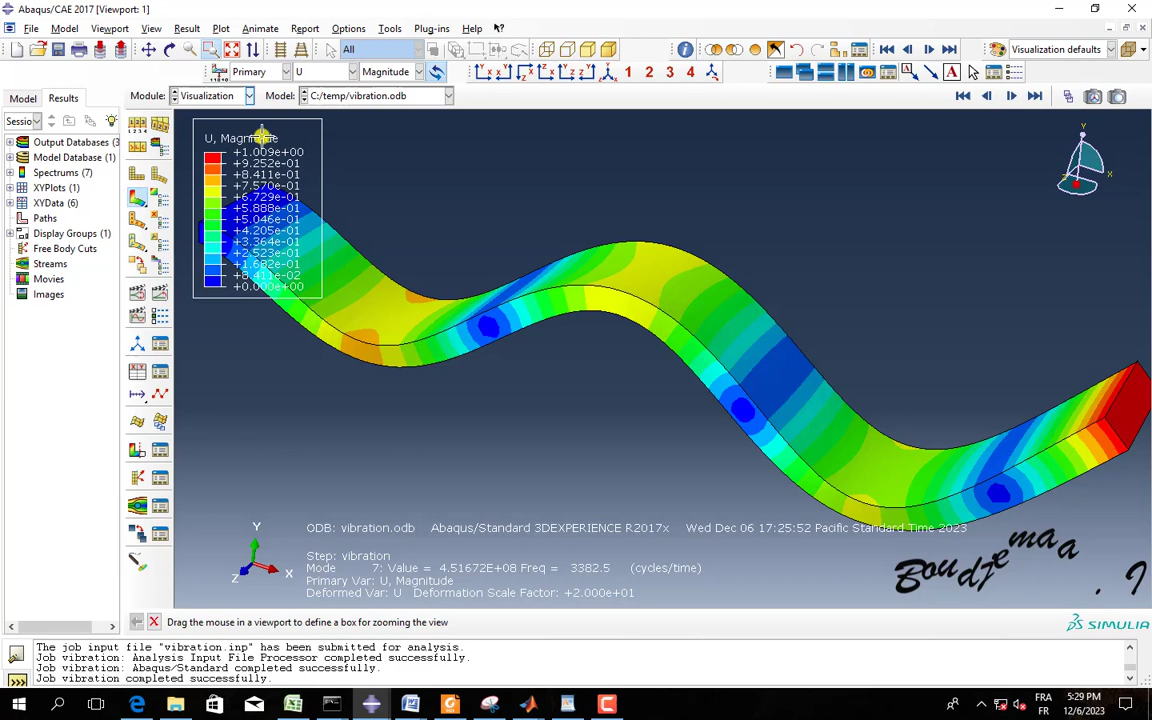 Abaqus/CAE 2017 [Viewport: 1]
File Model Viewport View Result Plot Animate Report Options Tools Plug-ins Help
All Visualization defaults
Primary U Magnitude 1 2 3 4
Model Results Module: Visualization Model: C:/temp/vibration.odb
Sessio
Output Databases (3
Model Database (1)
Spectrums (7)
XYPlots (1)
XYData (6)
Paths
Display Groups (1)
Free Body Cuts
Streams
Movies
Images
U, Magnitude
+1.009e+00
+9.252e-01
+8.411e-01
+7.570e-01
+6.729e-01
+5.888e-01
+5.046e-01
+4.205e-01
+3.364e-01
+2.523e-01
+1.682e-01
+8.411e-02
+0.000e+00
Y
X
Z
Y
X
Z
ODB: vibration.odb Abaqus/Standard 3DEXPERIENCE R2017x Wed Dec 06 17:25:52 Pacific Standard Time 2023
Step: vibration
Mode 7: Value = 4.51672E+08 Freq = 3382.5 (cycles/time)
Primary Var: U, Magnitude
Deformed Var: U Deformation Scale Factor: +2.000e+01
Boudjemaa . I
Drag the mouse in a viewport to define a box for zooming the view
SIMULIA
The job input file "vibration.inp" has been submitted for analysis.
Job vibration: Analysis Input File Processor completed successfully.
Job vibration: Abaqus/Standard completed successfully.
Job vibration completed successfully.
FRA 5:29 PM
FR 12/6/2023